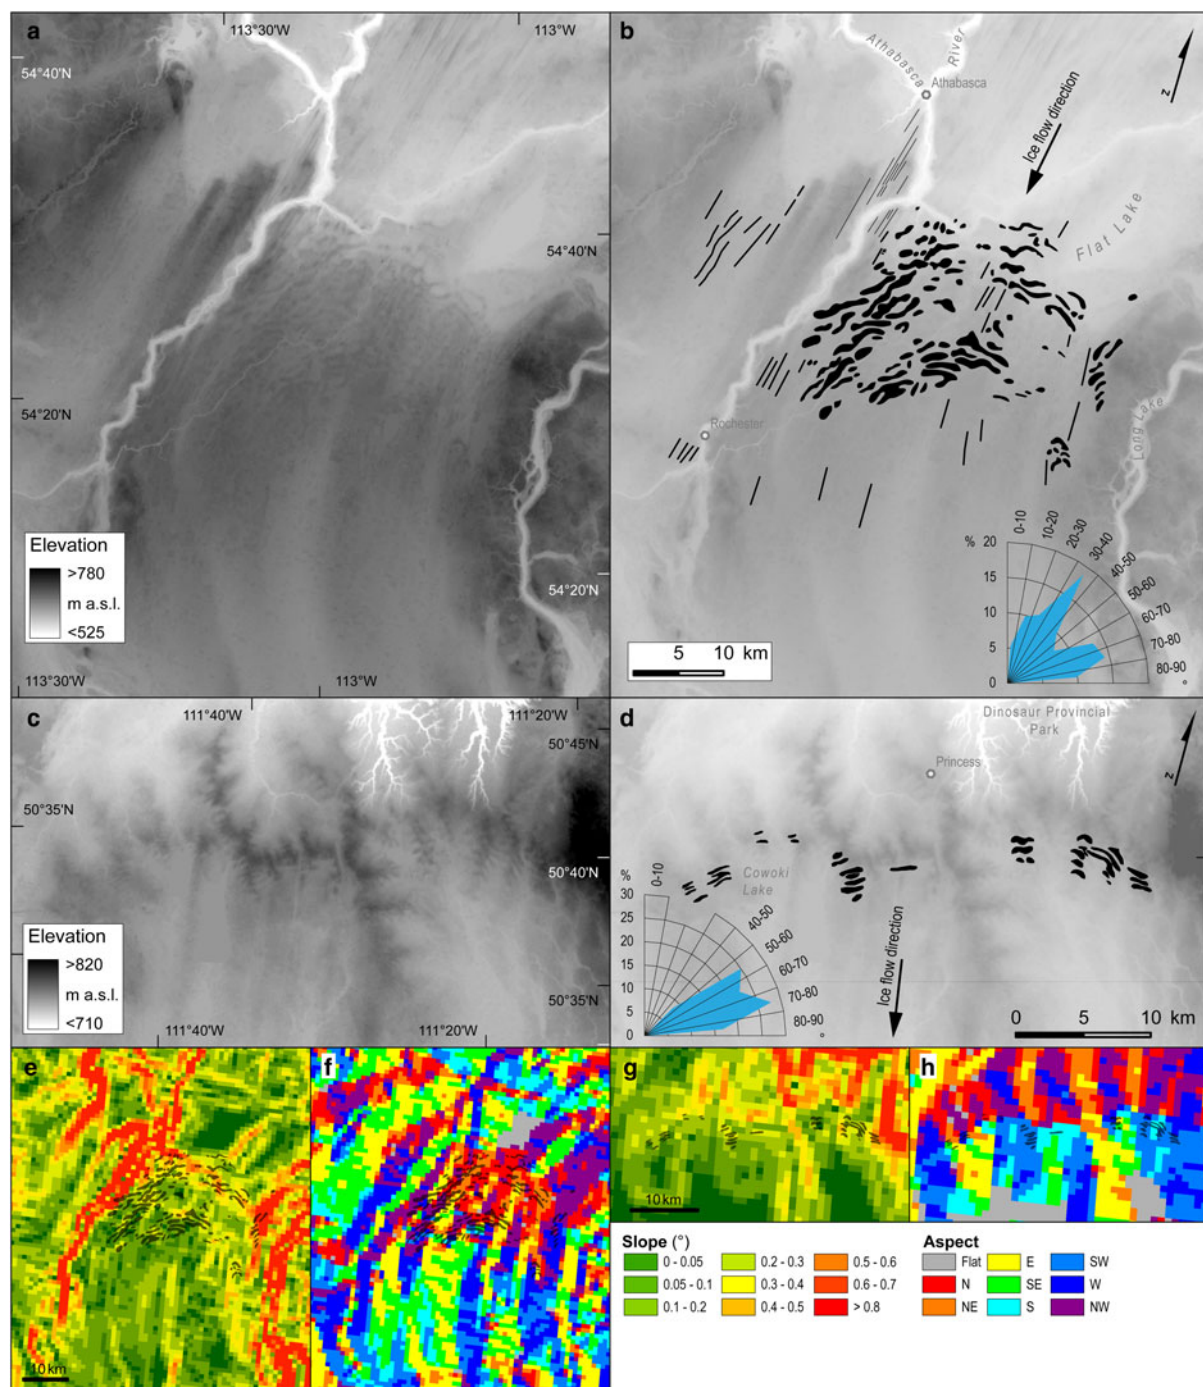 a
113°30'W
113°W
54°40'N
54°40'N
54°20'N
54°20'N
113°30'W
113°W
Elevation
>780
m a.s.l.
<525
b
Athabasca
River
Athabasca
N
Ice flow direction
Flat Lake
Rochester
Long Lake
0-10
10-20
20-30
30-40
40-50
50-60
60-70
70-80
80-90
°
%
20
15
10
5
0
5 10 km
c
111°40'W
111°20'W
50°45'N
50°35'N
50°40'N
50°35'N
111°40'W
111°20'W
Elevation
>820
m a.s.l.
<710
d
Dinosaur Provincial
Park
N
Princess
Cowoki
Lake
Ice flow direction
%
30
25
20
15
10
5
0
0-10
40-50
50-60
60-70
70-80
80-90
°
0 5 10 km
e
10 km
f
g
10 km
h
Slope (°)
0 - 0.05
0.05 - 0.1
0.1 - 0.2
0.2 - 0.3
0.3 - 0.4
0.4 - 0.5
0.5 - 0.6
0.6 - 0.7
> 0.8
Aspect
Flat
N
NE
E
SE
S
SW
W
NW